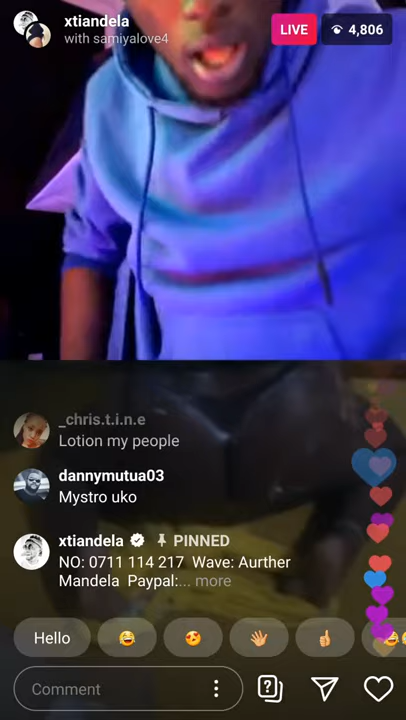 xtiandela
with samiyalove4
LIVE
4,806
_chris.t.i.n.e
Lotion my people
dannymutua03
Mystro uko
xtiandela PINNED
NO: 0711 114 217 Wave: Aurther
Mandela Paypal:... more
Hello
Comment